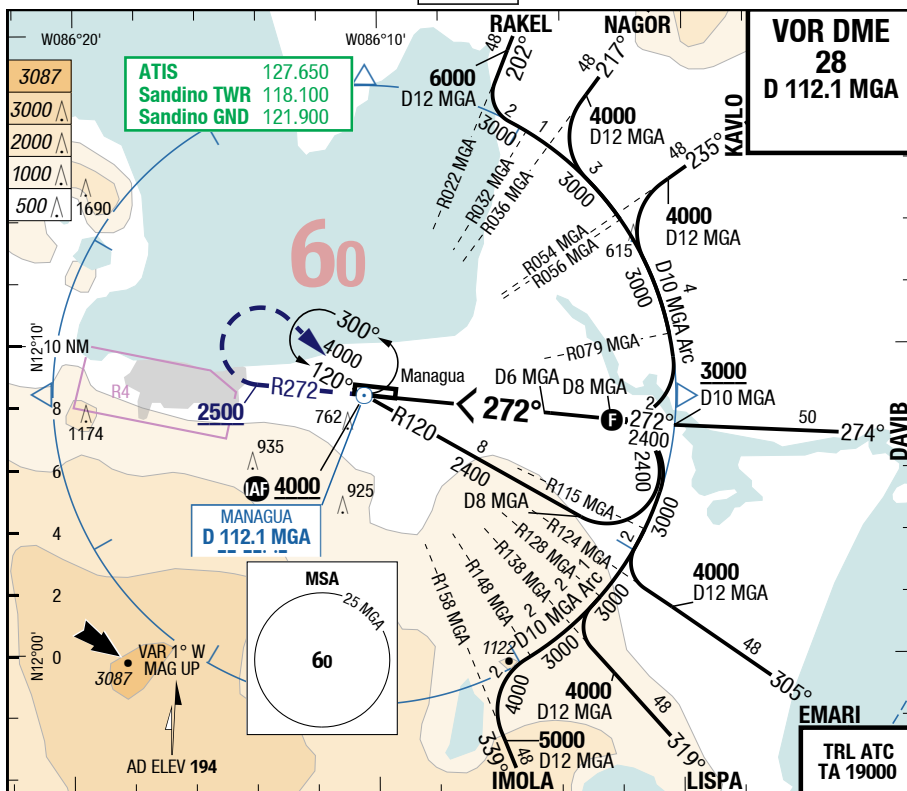 W086°20'
W086°10'
RAKEL
NAGOR
VOR DME
28
D 112.1 MGA
3087
3000
2000
1000
500
ATIS 127.650
Sandino TWR 118.100
Sandino GND 121.900
48
202°
6000
D12 MGA
48
217°
4000
D12 MGA
KAVLO
48
235°
4000
D12 MGA
2
3000
1
3
3000
R022 MGA
R032 MGA
R036 MGA
R054 MGA
R056 MGA
615
3000
4
D10 MGA Arc
1690
60
N12°10'
10 NM
300°
4000
120°
R272
2500
Managua
R079 MGA
D6 MGA
D8 MGA
F
272°
272°
2400
2
3000
D10 MGA
50
274°
DAVIB
R4
8
1174
762
935
925
IAF 4000
R120
8
2400
2400
R115 MGA
D8 MGA
3000
MANAGUA
D 112.1 MGA
6
4
2
N12°00'
0
R124 MGA
R128 MGA
R138 MGA
R148 MGA
R158 MGA
2
1
2
2
2
D10 MGA Arc
3000
3000
4000
1122
4000
D12 MGA
48
305°
EMARI
MSA
25 MGA
60
3087
VAR 1° W
MAG UP
AD ELEV 194
4000
D12 MGA
48
319°
LISPA
5000
D12 MGA
48
339°
IMOLA
TRL ATC
TA 19000